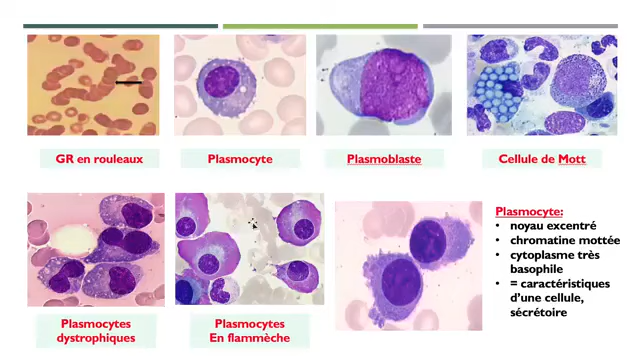 GR en rouleaux
Plasmocyte
Plasmoblaste
Cellule de Mott
Plasmocytes
dystrophiques
Plasmocytes
En flammèche
Plasmocyte:
• noyau excentré
• chromatine mottée
• cytoplasme très
basophile
• = caractéristiques
d’une cellule,
sécrétoire